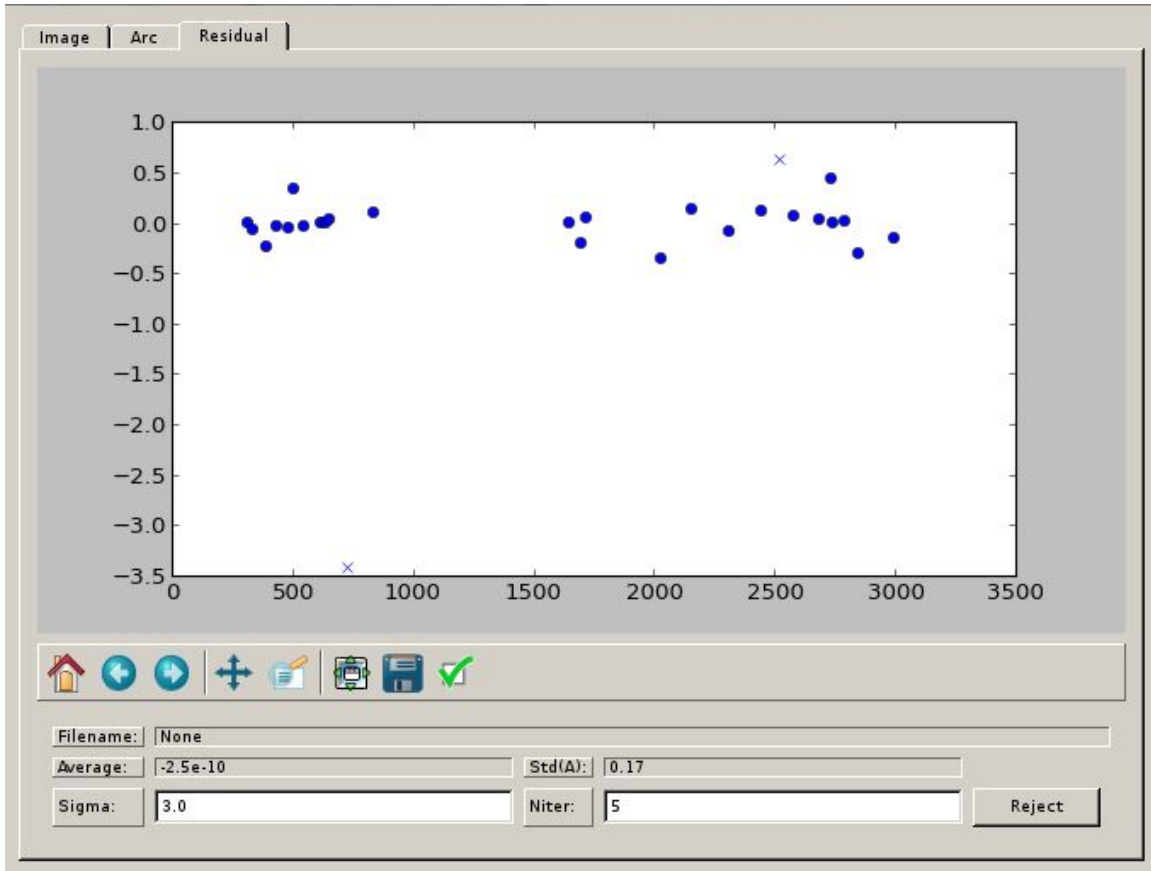 Image Arc Residual
1.0
0.5
0.0
−0.5
−1.0
−1.5
−2.0
−2.5
−3.0
−3.5
0 500 1000 1500 2000 2500 3000 3500
Filename: None
Average: -2.5e-10 Std(A): 0.17
Sigma: 3.0 Niter: 5 Reject